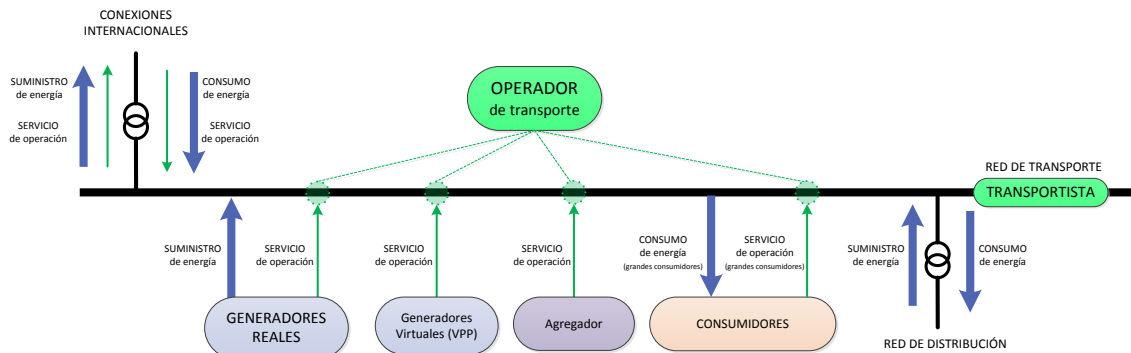 CONEXIONES
INTERNACIONALES
SUMINISTRO
de energía
SERVICIO
de operación
CONSUMO
de energía
SERVICIO
de operación
OPERADOR
de transporte
RED DE TRANSPORTE
TRANSPORTISTA
SUMINISTRO
de energía
SERVICIO
de operación
SERVICIO
de operación
SERVICIO
de operación
CONSUMO
de energía
(grandes consumidores)
SERVICIO
de operación
(grandes consumidores)
SUMINISTRO
de energía
CONSUMO
de energía
GENERADORES
REALES
Generadores
Virtuales (VPP)
Agregador
CONSUMIDORES
RED DE DISTRIBUCIÓN